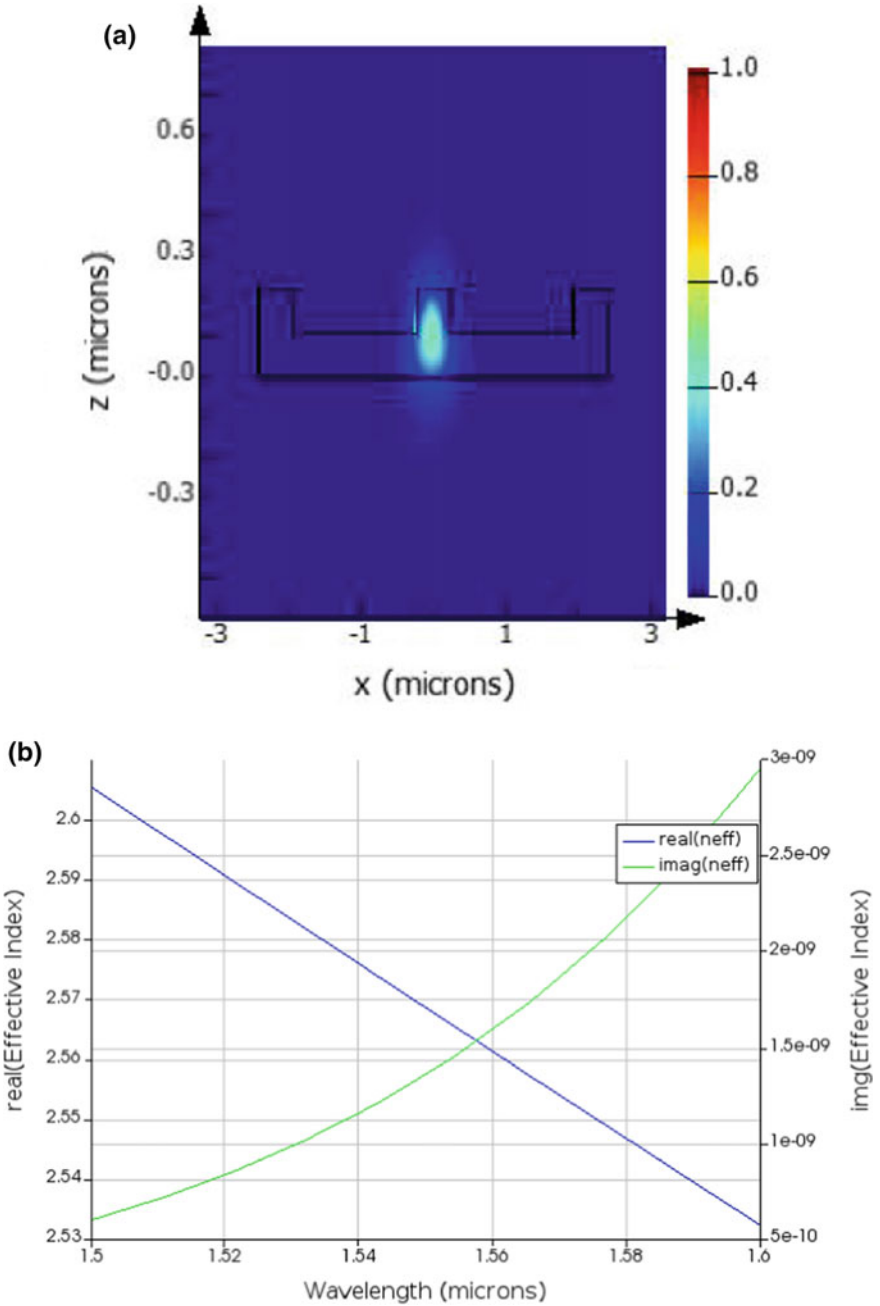 (a)
1.0
0.6
0.8
0.3
0.6
z (microns)
-0.0
0.4
-0.3
0.2
0.0
-3
-1
1
3
x (microns)
(b)
3e-09
2.6
real(neff)
imag(neff)
2.5e-09
2.59
2.58
2e-09
2.57
real(Effective Index)
img(Effective Index)
2.50
1.5e-09
2.55
1e-09
2.54
2.53
5e-10
1.5
1.52
1.54
1.56
1.58
1.6
Wavelength (microns)